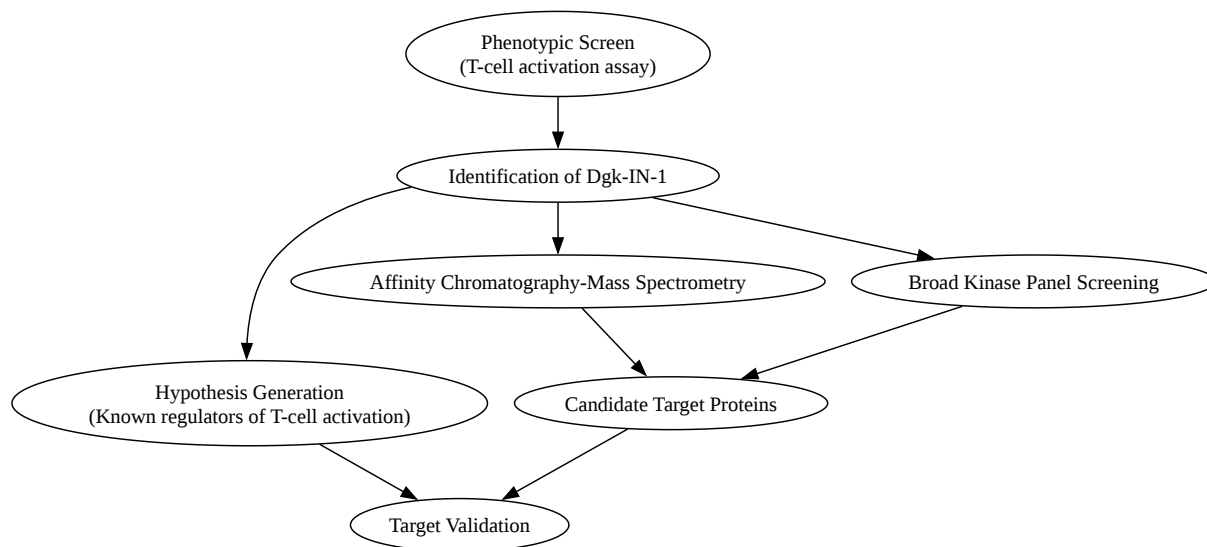 Phenotypic Screen
(T-cell activation assay)
Identification of Dgk-IN-1
Affinity Chromatography-Mass Spectrometry
Broad Kinase Panel Screening
Hypothesis Generation
(Known regulators of T-cell activation)
Candidate Target Proteins
Target Validation